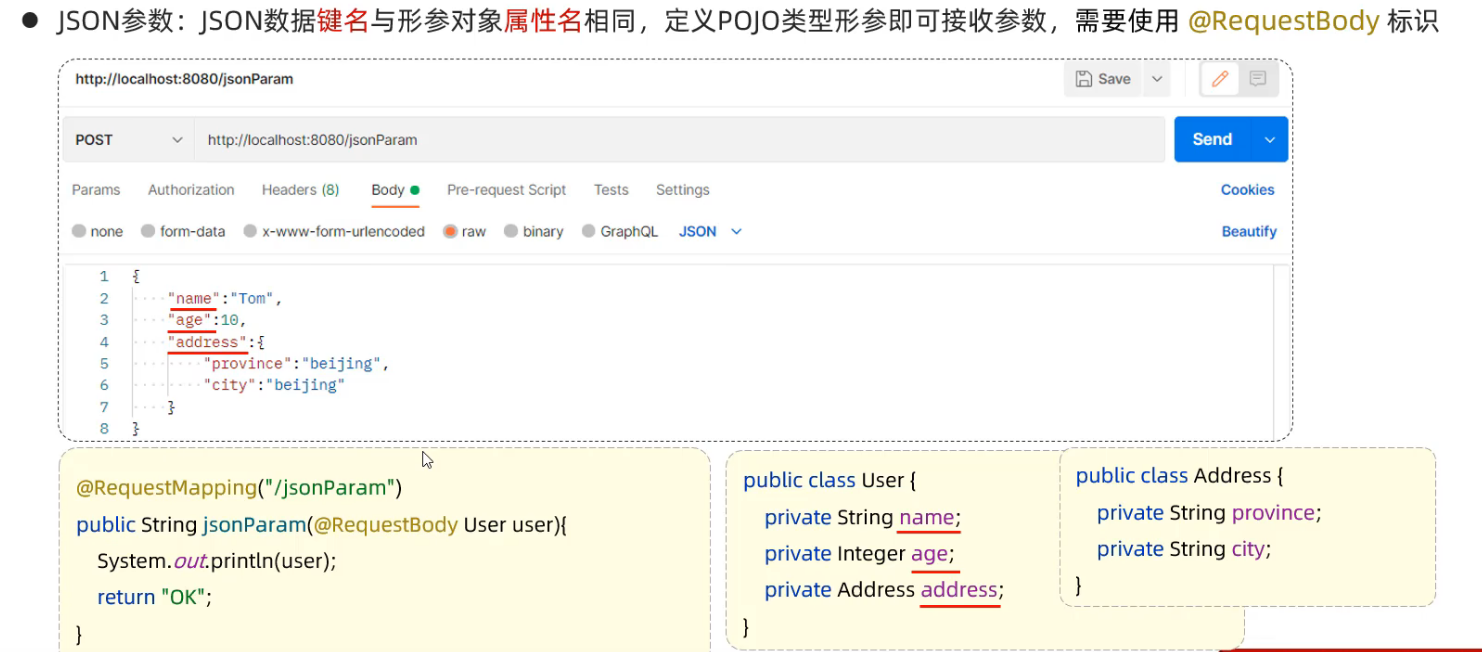 ● JSON参数：JSON数据键名与形参对象属性名相同，定义POJO类型形参即可接收参数，需要使用 @RequestBody 标识
http://localhost:8080/jsonParam
Save
POST
http://localhost:8080/jsonParam
Send
Params Authorization Headers (8) Body Pre-request Script Tests Settings Cookies
none form-data x-www-form-urlencoded raw binary GraphQL JSON Beautify
1 {
2 "name":"Tom",
3 "age":10,
4 "address":{
5 "province":"beijing",
6 "city":"beijing"
7 }
8 }
@RequestMapping("/jsonParam")
public String jsonParam(@RequestBody User user){
System.out.println(user);
return "OK";
}
public class User {
private String name;
private Integer age;
private Address address;
}
public class Address {
private String province;
private String city;
}